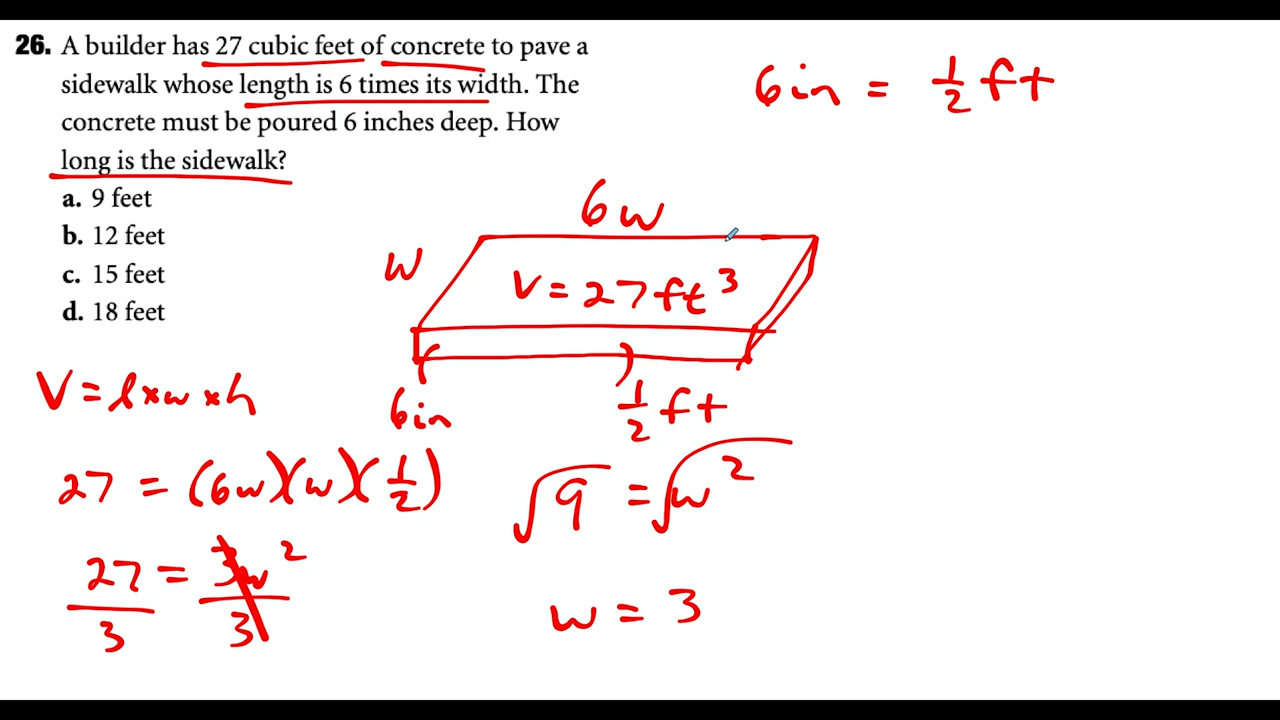 26. A builder has 27 cubic feet of concrete to pave a
sidewalk whose length is 6 times its width. The
concrete must be poured 6 inches deep. How
long is the sidewalk?
a. 9 feet
b. 12 feet
c. 15 feet
d. 18 feet
6in = 1/2 ft
6w
w
V = 27 ft³
6in
1/2 ft
V = l × w × h
27 = (6w)(w)(1/2)
27/3 = 3w²/3
√9 = √w²
w = 3